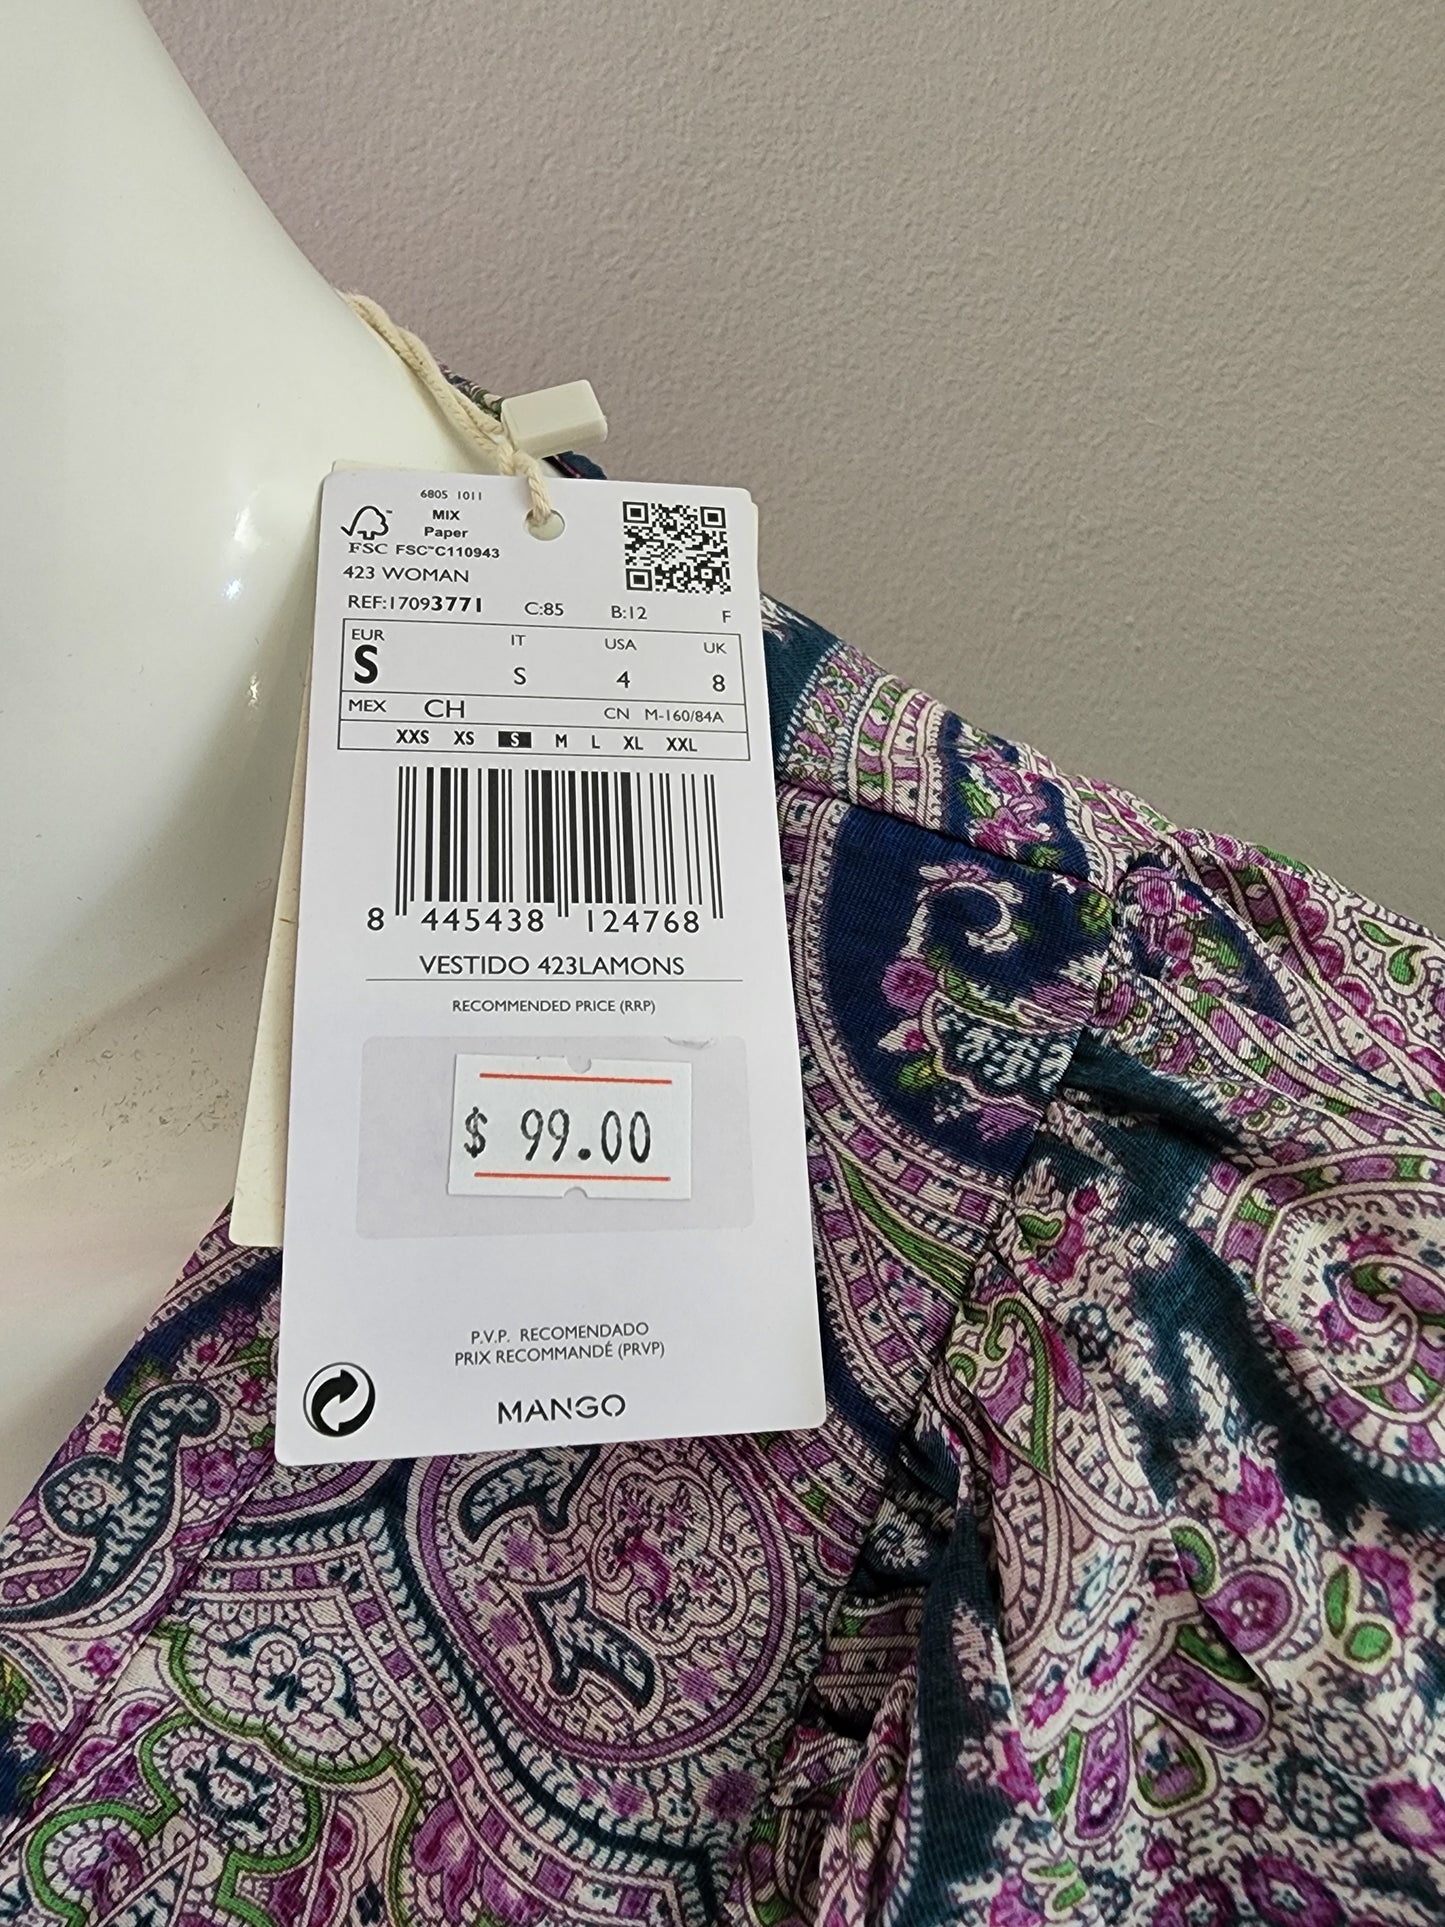 6805 1011
MIX
Paper
FSC FSC™C110943
423 WOMAN
REF:17093771 C:85 B:12 F
EUR IT USA UK
S S 4 8
MEX CH CN M-160/84A
XXS XS S M L XL XXL
8 445438 124768
VESTIDO 423LAMONS
RECOMMENDED PRICE (RRP)
$ 99.00
P.V.P. RECOMENDADO
PRIX RECOMMANDÉ (PRVP)
MANGO